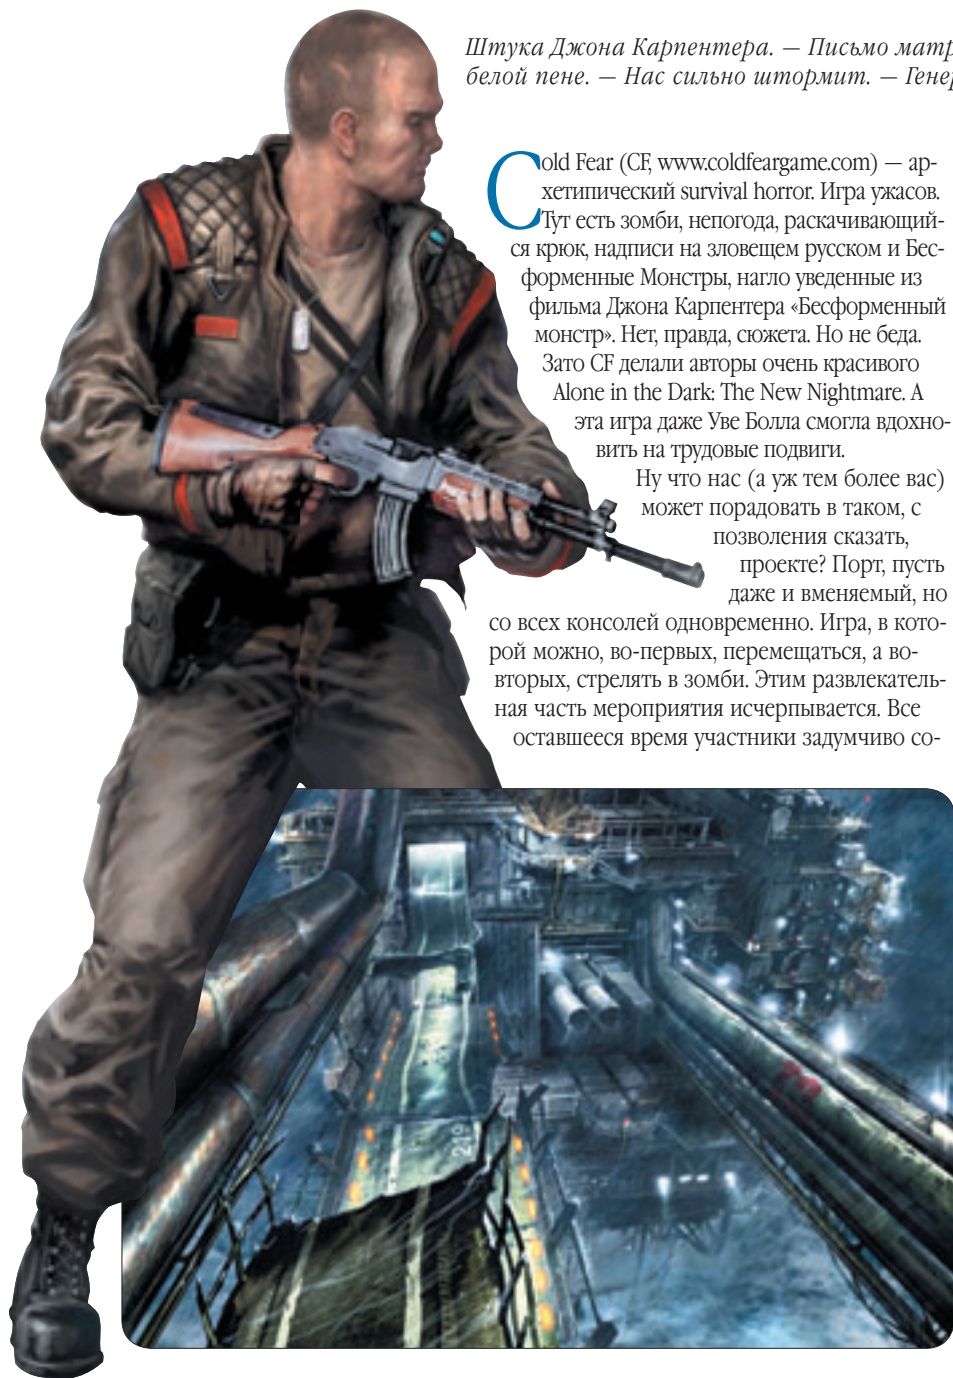 Штука Джона Карпентера. — Письмо матр
белой пене. — Нас сильно штормит. — Генер
Cold Fear (CF, www.coldfeargame.com) — ар-
хетипический survival horror. Игра ужасов.
Тут есть зомби, непогода, раскачивающий-
ся крюк, надписи на зловещем русском и Бес-
форменные Монстры, нагло уведенные из
фильма Джона Карпентера «Бесформенный
монстр». Нет, правда, сюжета. Но не беда.
Зато CF делали авторы очень красивого
Alone in the Dark: The New Nightmare. А
эта игра даже Уве Болла смогла вдохно-
вить на трудовые подвиги.
Ну что нас (а уж тем более вас)
может порадовать в таком, с
позволения сказать,
проекте? Порт, пусть
даже и вменяемый, но
со всех консолей одновременно. Игра, в кото-
рой можно, во-первых, перемещаться, а во-
вторых, стрелять в зомби. Этим развлекатель-
ная часть мероприятия исчерпывается. Все
оставшееся время участники задумчиво со-
219